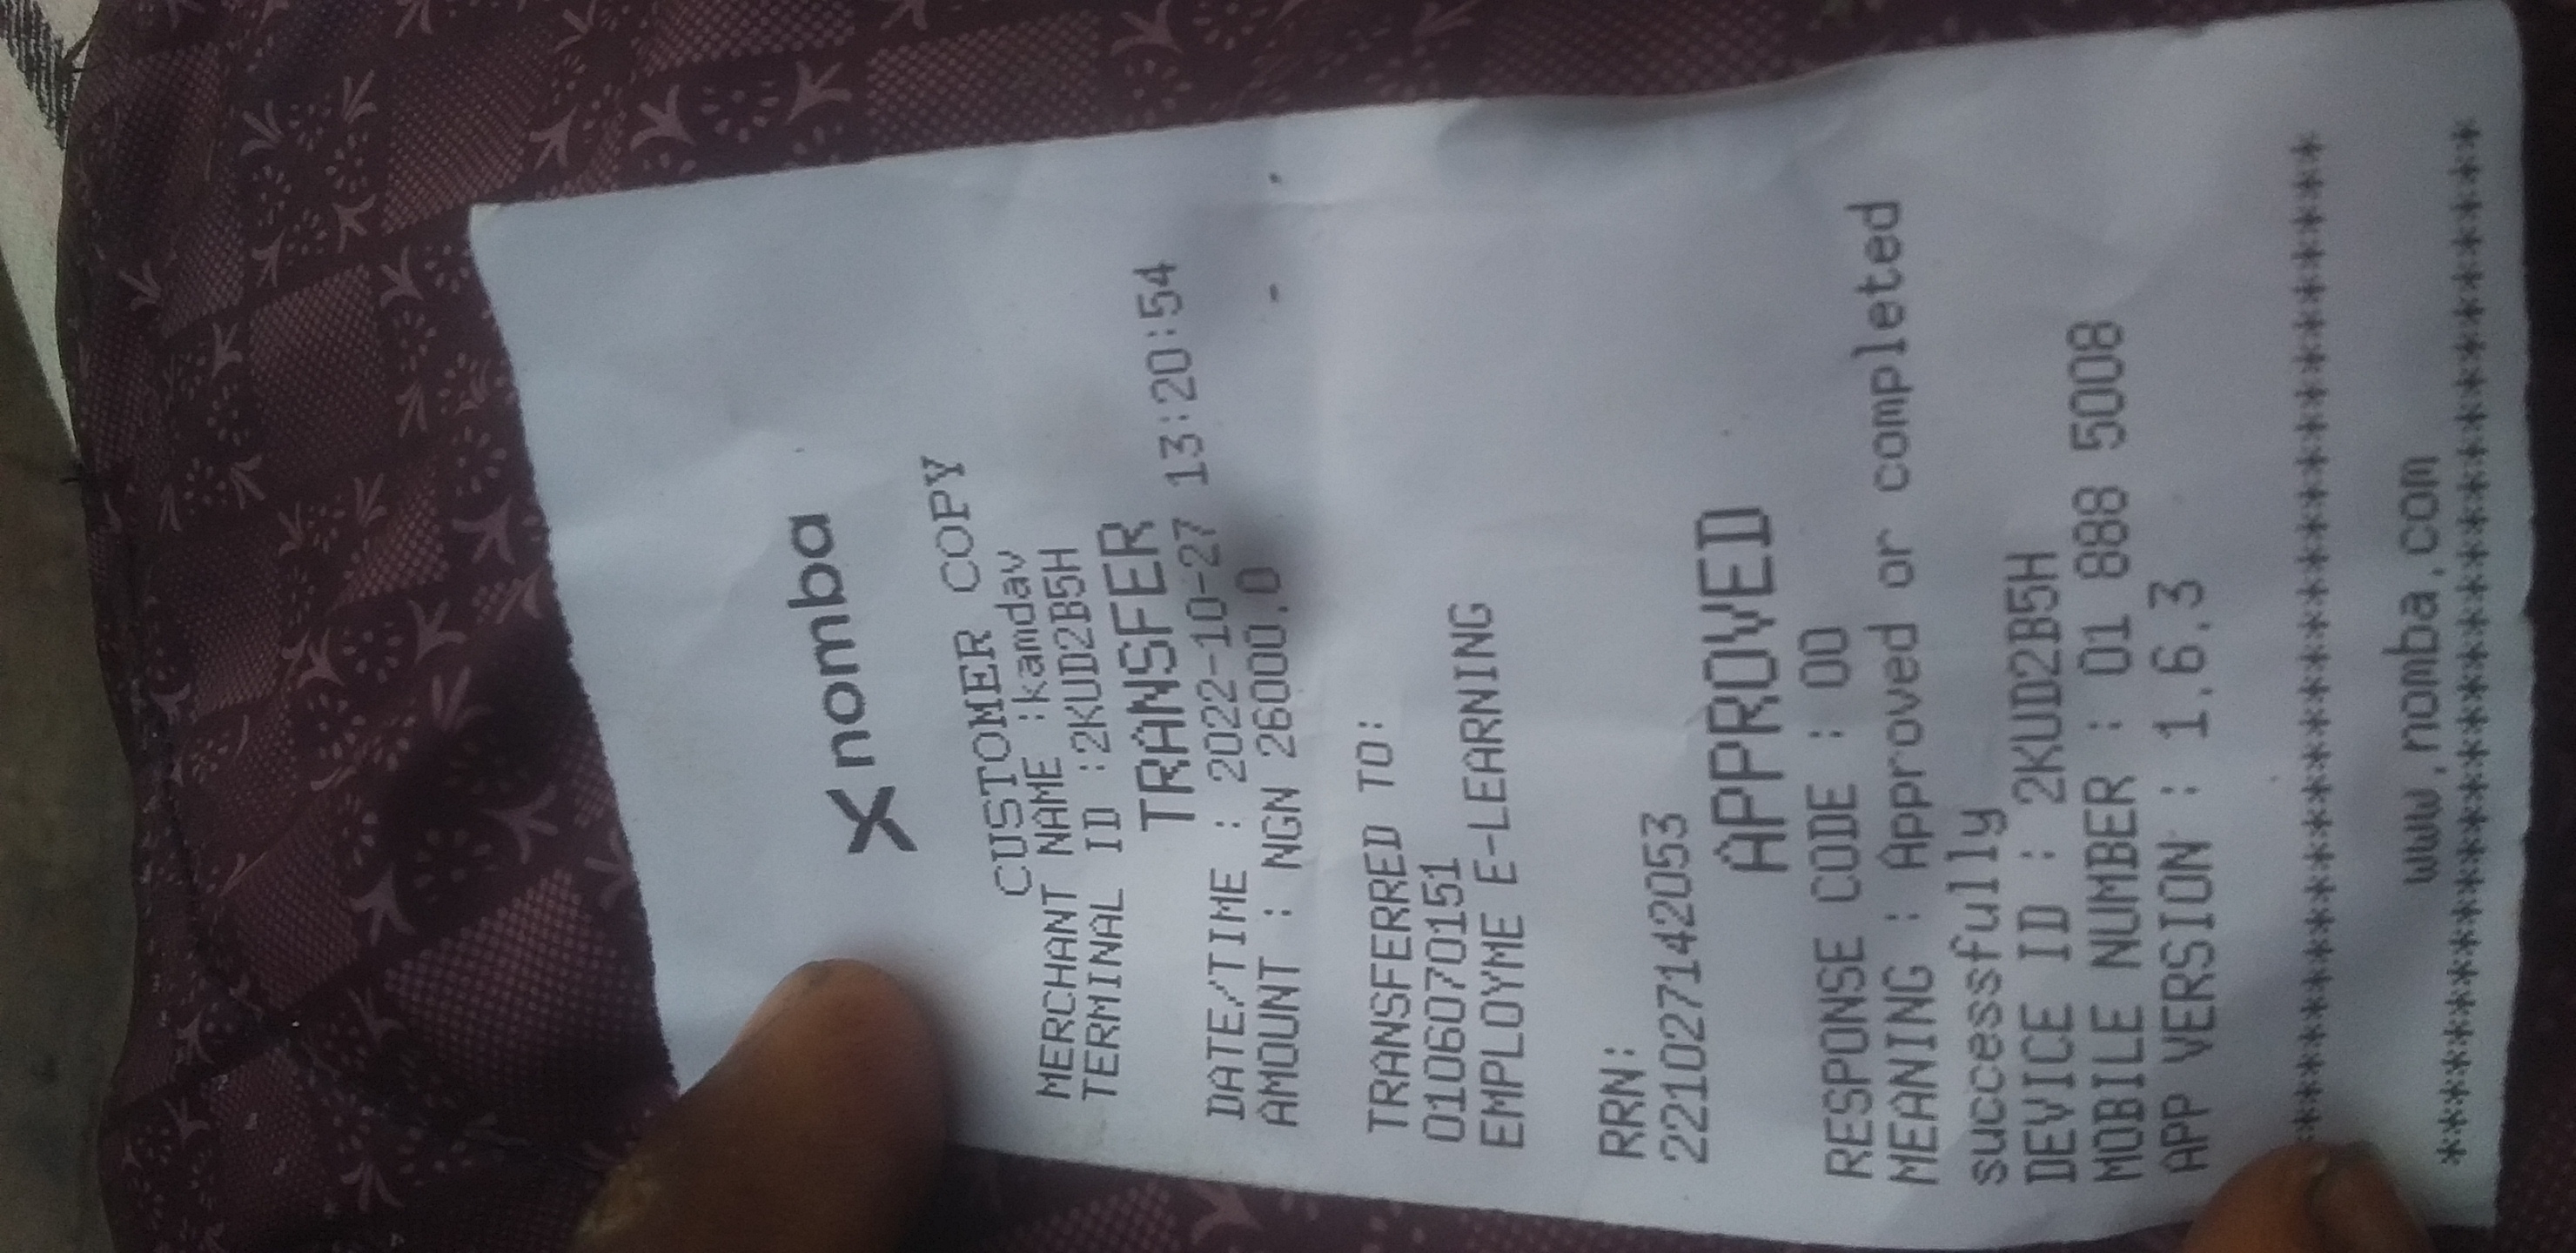 nomba
CUSTOMER COPY
MERCHANT NAME :kamdav
TERMINAL ID :2KUD2B5H
TRANSFER
DATE/TIME : 2022-10-27 13:20:54
AMOUNT : NGN 26000.0
TRANSFERRED TO:
0106070151
EMPLOYME E-LEARNING
RRN:
221027142053
APPROVED
RESPONSE CODE : 00
MEANING : Approved or completed
successfully
DEVICE ID : 2KUD2B5H
MOBILE NUMBER : 01 888 5008
APP VERSION : 1.6.3
********************************
www.nomba.com
********************************